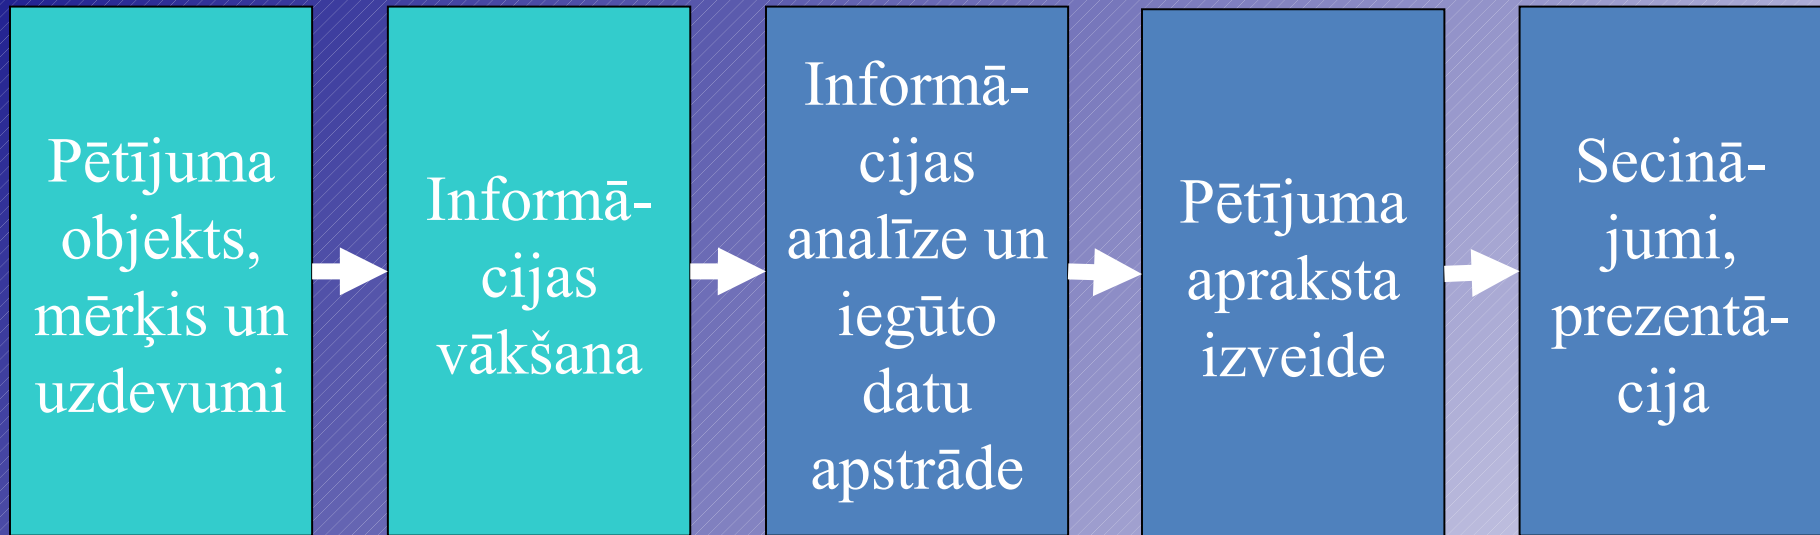 Pētījuma
objekts,
mērķis un
uzdevumi
Informā-
cijas
vākšana
Informā-
cijas
analīze un
iegūto
datu
apstrāde
Pētījuma
apraksta
izveide
Secinā-
jumi,
prezentā-
cija